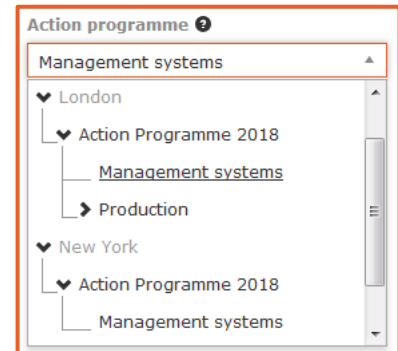 Action programme ?
Management systems
London
Action Programme 2018
Management systems
Production
New York
Action Programme 2018
Management systems